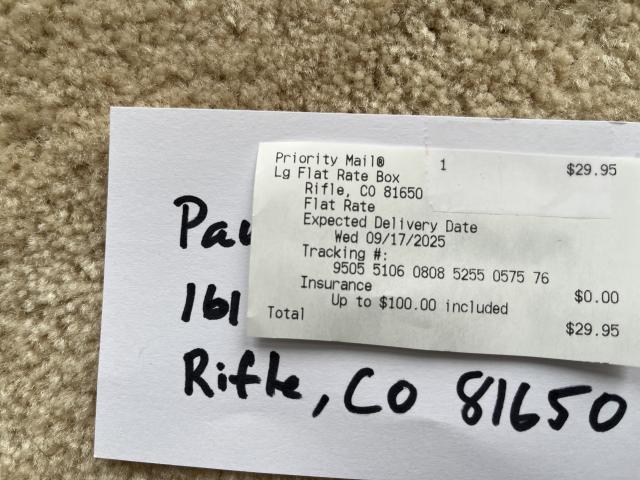 Priority Mail® 1 $29.95
Lg Flat Rate Box
Rifle, CO 81650
Flat Rate
Expected Delivery Date
Wed 09/17/2025
Tracking #:
9505 5106 0808 5255 0575 76
Insurance $0.00
Up to $100.00 included
Total $29.95
161
Rifle, CO 81650